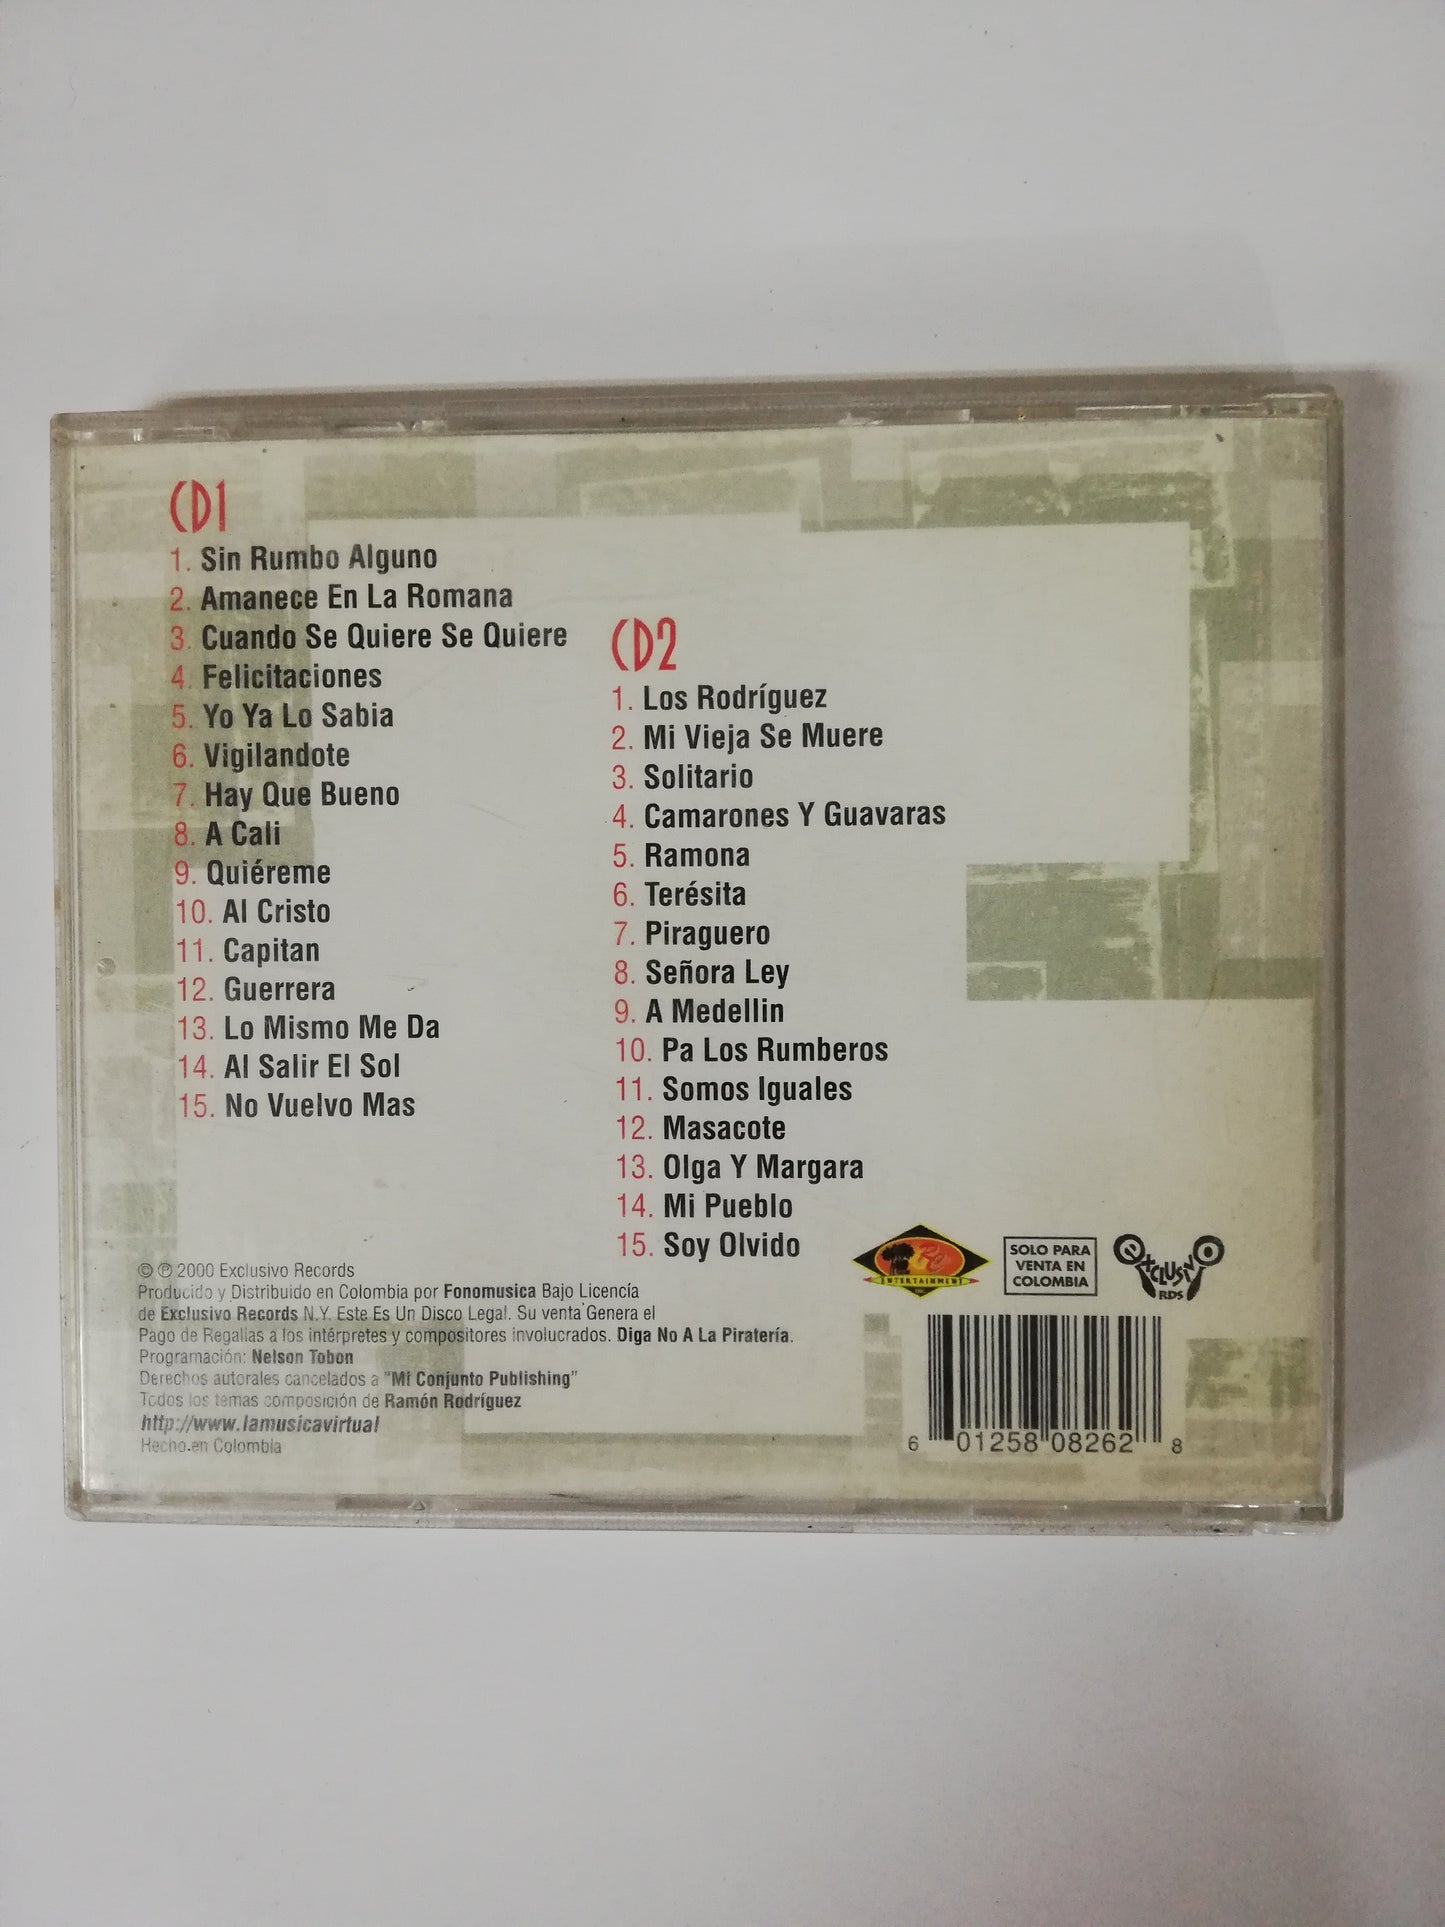 CD1
1. Sin Rumbo Alguno
2. Amanece En La Romana
3. Cuando Se Quiere Se Quiere
4. Felicitaciones
5. Yo Ya Lo Sabia
6. Vigilandote
7. Hay Que Bueno
8. A Cali
9. Quiéreme
10. Al Cristo
11. Capitan
12. Guerrera
13. Lo Mismo Me Da
14. Al Salir El Sol
15. No Vuelvo Mas
CD2
1. Los Rodríguez
2. Mi Vieja Se Muere
3. Solitario
4. Camarones Y Guavaras
5. Ramona
6. Terésita
7. Piraguero
8. Señora Ley
9. A Medellin
10. Pa Los Rumberos
11. Somos Iguales
12. Masacote
13. Olga Y Margara
14. Mi Pueblo
15. Soy Olvido
© ℗ 2000 Exclusivo Records
Producido y Distribuido en Colombia por Fonomusica Bajo Licencía
de Exclusivo Records N.Y. Este Es Un Disco Legal. Su venta Genera el
Pago de Regalias a los intérpretes y compositores involucrados. Diga No A La Piratería.
Programación: Nelson Tobon
Derechos autorales cancelados a "Mi Conjunto Publishing"
Todos los temas composición de Ramón Rodríguez
http://www.lamusicavirtual
Hecho en Colombia
RC
ENTERTAINMENT
INC.
SOLO PARA
VENTA EN
COLOMBIA
exclusivo
RDS
6 01258 08262 8